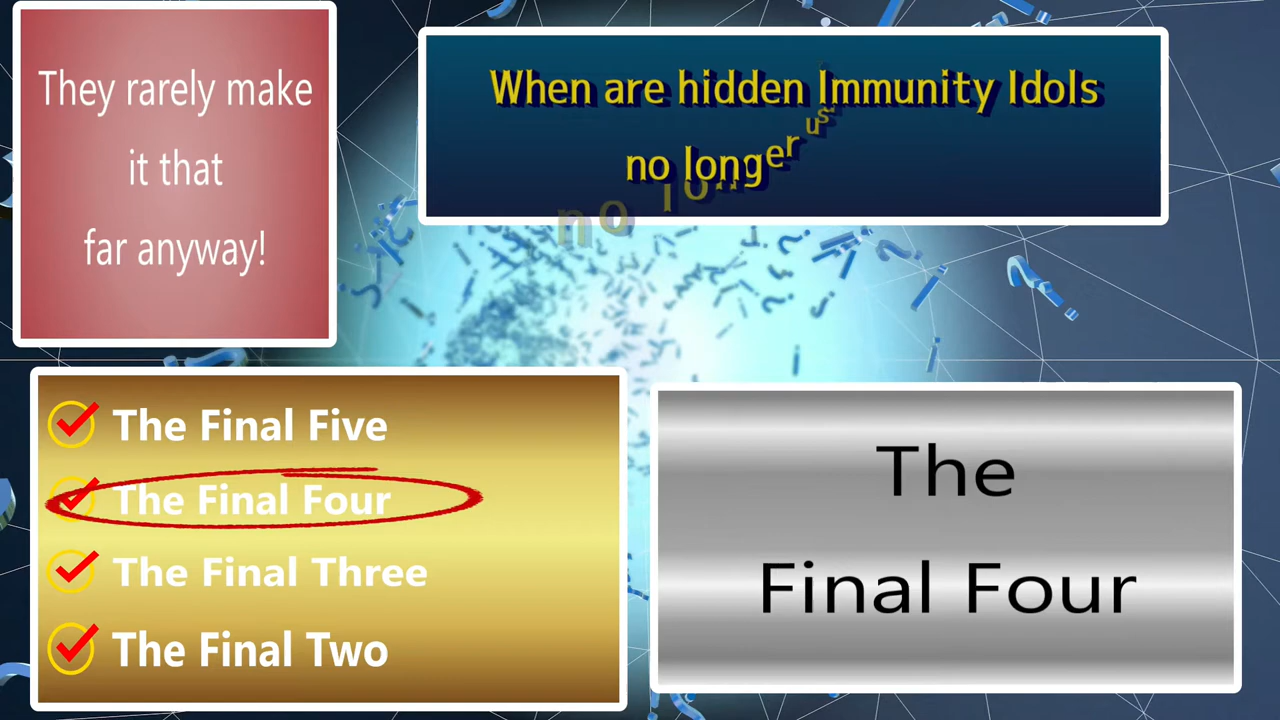 They rarely make
it that
far anyway!
When are hidden Immunity Idols
no longer
The Final Five
The Final Four
The Final Three
The Final Two
The
Final Four